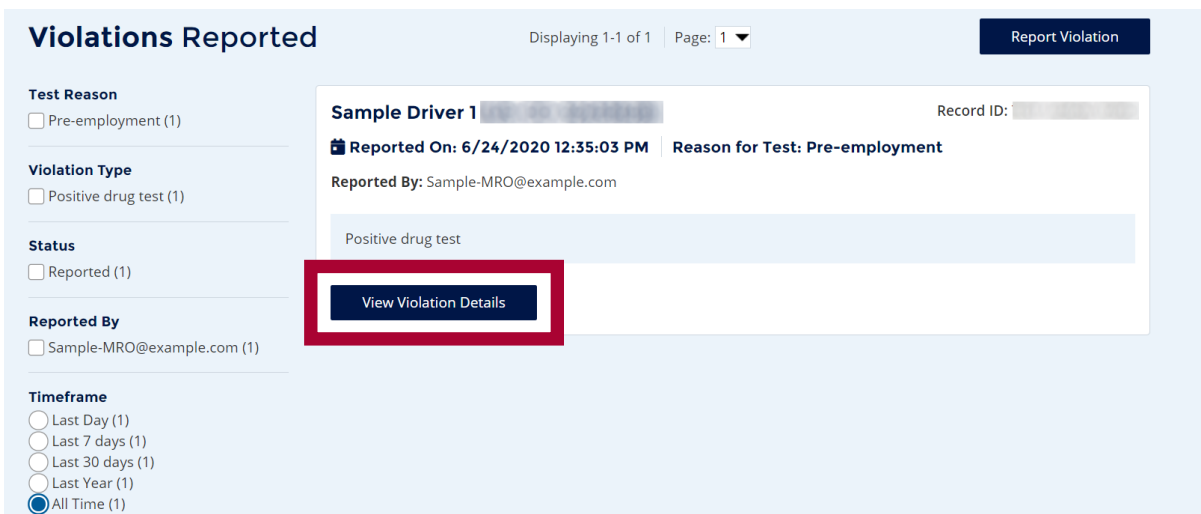 Violations Reported
Displaying 1-1 of 1 Page: 1
Report Violation
Test Reason
Pre-employment (1)
Violation Type
Positive drug test (1)
Status
Reported (1)
Reported By
Sample-MRO@example.com (1)
Timeframe
Last Day (1)
Last 7 days (1)
Last 30 days (1)
Last Year (1)
All Time (1)
Sample Driver 1
Record ID:
Reported On: 6/24/2020 12:35:03 PM Reason for Test: Pre-employment
Reported By: Sample-MRO@example.com
Positive drug test
View Violation Details